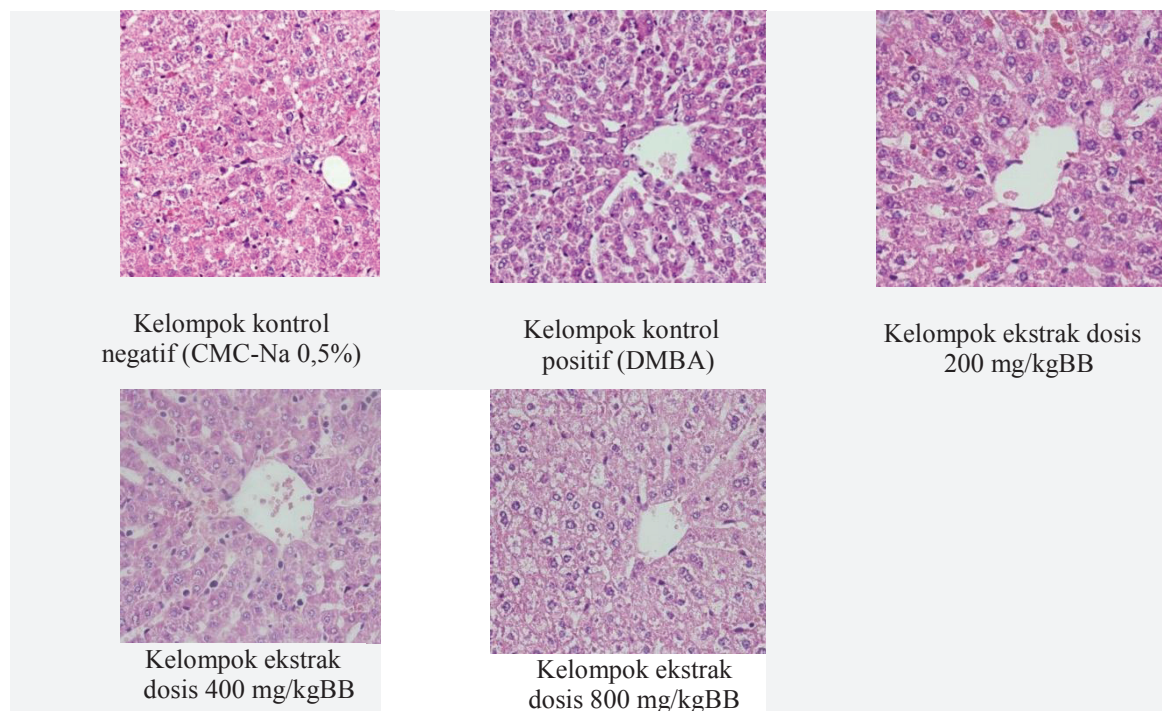 Kelompok kontrol
negatif (CMC-Na 0,5%)
Kelompok kontrol
positif (DMBA)
Kelompok ekstrak dosis
200 mg/kgBB
Kelompok ekstrak
dosis 400 mg/kgBB
Kelompok ekstrak
dosis 800 mg/kgBB